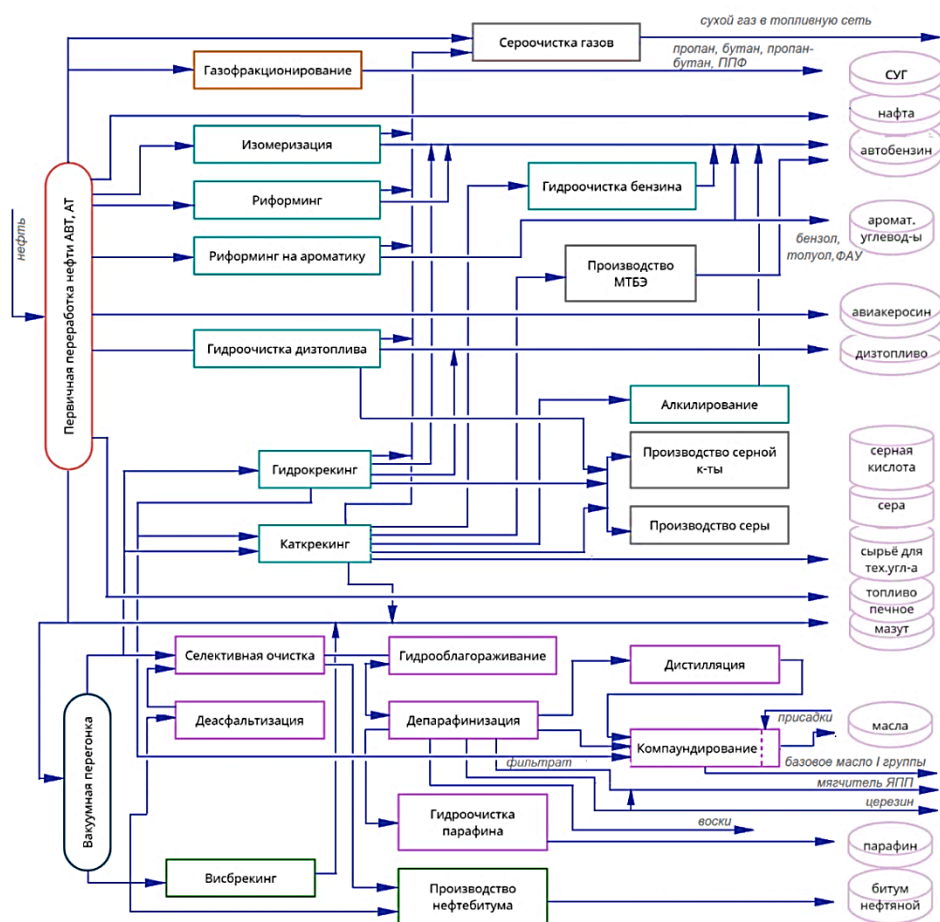 сухой газ в топливную сеть
Сероочистка газов
пропан, бутан, пропан-
бутан, ППФ
Газофракционирование
СУГ
нафта
Изомеризация
автобензин
Гидроочистка бензина
Риформинг
аромат.
углевод-ы
нефть
Первичная переработка нефти АВТ, АТ
Риформинг на ароматику
бензол,
толуол,ФАУ
Производство
МТБЭ
авиакеросин
Гидроочистка дизтоплива
дизтопливо
Алкилирование
Гидрокрекинг
Производство серной
к-ты
серная
кислота
сера
Производство серы
Каткрекинг
сырьё для
тех.угл-а
топливо
печное
мазут
Селективная очистка
Гидрооблагораживание
Дистилляция
Вакуумная перегонка
Деасфальтизация
Депарафинизация
присадки
масла
Компаундирование
фильтрат
базовое масло I группы
мягчитель ЯПП
церезин
Гидроочистка
парафина
воски
парафин
Висбрекинг
Производство
нефтебитума
битум
нефтяной